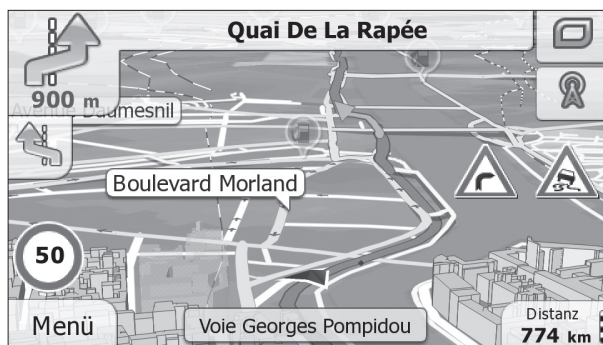 Quai De La Rapée
900 m
Avenue Daumesnil
Boulevard Morland
50
Menü
Voie Georges Pompidou
Distanz
774 km